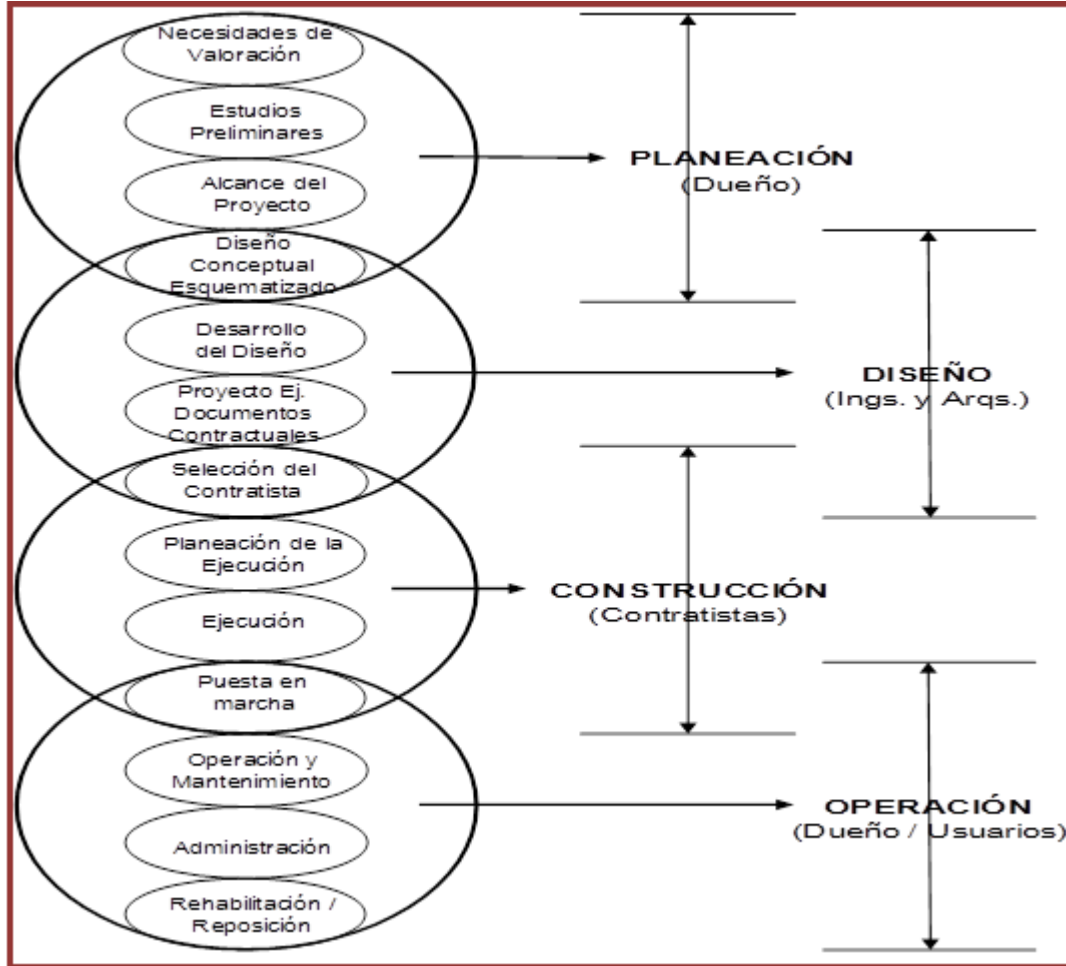 Necesidades de
Valoración
Estudios
Preliminares
Alcance del
Proyecto
Diseño
Conceptual
Esquematizado
Desarrollo
del Diseño
Proyecto Ej.
Documentos
Contractuales
Selección del
Contratista
Planeación de la
Ejecución
Ejecución
Puesta en
marcha
Operación y
Mantenimiento
Administración
Rehabilitación /
Reposición
PLANEACIÓN
(Dueño)
DISEÑO
(Ings. y Arqs.)
CONSTRUCCIÓN
(Contratistas)
OPERACIÓN
(Dueño / Usuarios)